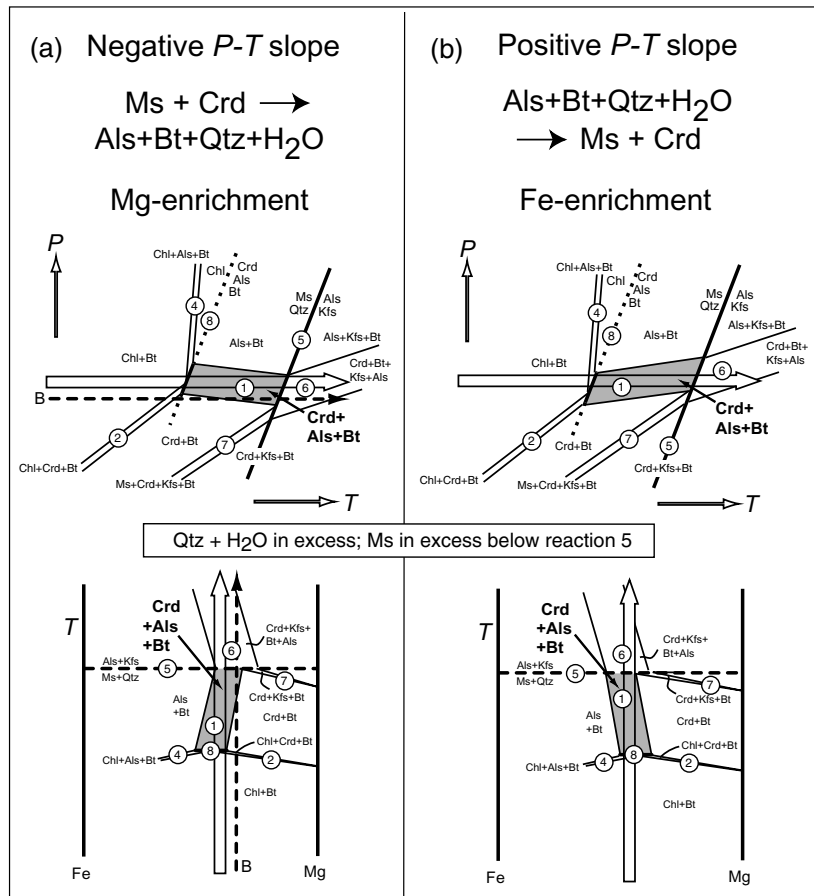 (a) Negative P-T slope
Ms + Crd →
Als+Bt+Qtz+H2O
Mg-enrichment
P
Chl+Als+Bt
Chl
Crd
Als
Bt
4
8
Ms
Qtz
Als
Kfs
5
Als+Bt
Als+Kfs+Bt
Chl+Bt
Crd+Bt+
Kfs+Als
1
6
B
Crd+
Als+Bt
2
Crd+Bt
7
Crd+Kfs+Bt
Chl+Crd+Bt
Ms+Crd+Kfs+Bt
T
(b) Positive P-T slope
Als+Bt+Qtz+H2O
→ Ms + Crd
Fe-enrichment
P
Chl+Als+Bt
Chl
Crd
Als
Bt
4
8
Ms
Qtz
Als
Kfs
Als+Bt
Als+Kfs+Bt
Chl+Bt
Crd+Bt+
Kfs+Als
6
1
Crd+
Als+Bt
2
Crd+Bt
7
5
Crd+Kfs+Bt
Chl+Crd+Bt
Ms+Crd+Kfs+Bt
T
Qtz + H2O in excess; Ms in excess below reaction 5
T
Crd
+Als
+Bt
Crd+Kfs+
Bt+Als
6
Als+Kfs
Ms+Qtz
5
7
Crd+Kfs+Bt
Als
+Bt
1
Crd+Bt
Chl+Crd+Bt
4
8
2
Chl+Als+Bt
Chl+Bt
B
Fe
Mg
T
Crd
+Als
+Bt
Crd+Kfs+
Bt+Als
6
Als+Kfs
Ms+Qtz
5
7
Crd+Kfs+Bt
Als
+Bt
1
Crd+Bt
Chl+Crd+Bt
4
8
2
Chl+Als+Bt
Chl+Bt
Fe
Mg